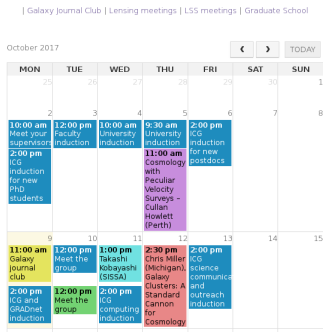 | Galaxy Journal Club | Lensing meetings | LSS meetings | Graduate School
October 2017
‹ › TODAY
MON TUE WED THU FRI SAT SUN
25 26 27 28 29 30 1
2 3 4 5 6 7 8
10:00 am
Meet your
supervisors
2:00 pm
ICG
induction
for new
PhD
students
12:00 pm
Faculty
induction
10:00 am
University
induction
9:30 am
University
induction
11:00 am
Cosmology
with
Peculiar
Velocity
Surveys –
Cullan
Howlett
(Perth)
2:00 pm
ICG
induction
for new
postdocs
9 10 11 12 13 14 15
11:00 am
Galaxy
journal
club
2:00 pm
ICG and
GRADnet
induction
10:00 pm
Meet the
group
12:00 pm
Meet the
group
1:00 pm
Takashi
Kobayashi
(SISSA)
2:00 pm
ICG
computing
induction
2:30 pm
Chris Miller
(Michigan),
Galaxy
Clusters: A
Standard
Cannon
for
Cosmology
2:00 pm
ICG
science
communica
and
outreach
induction